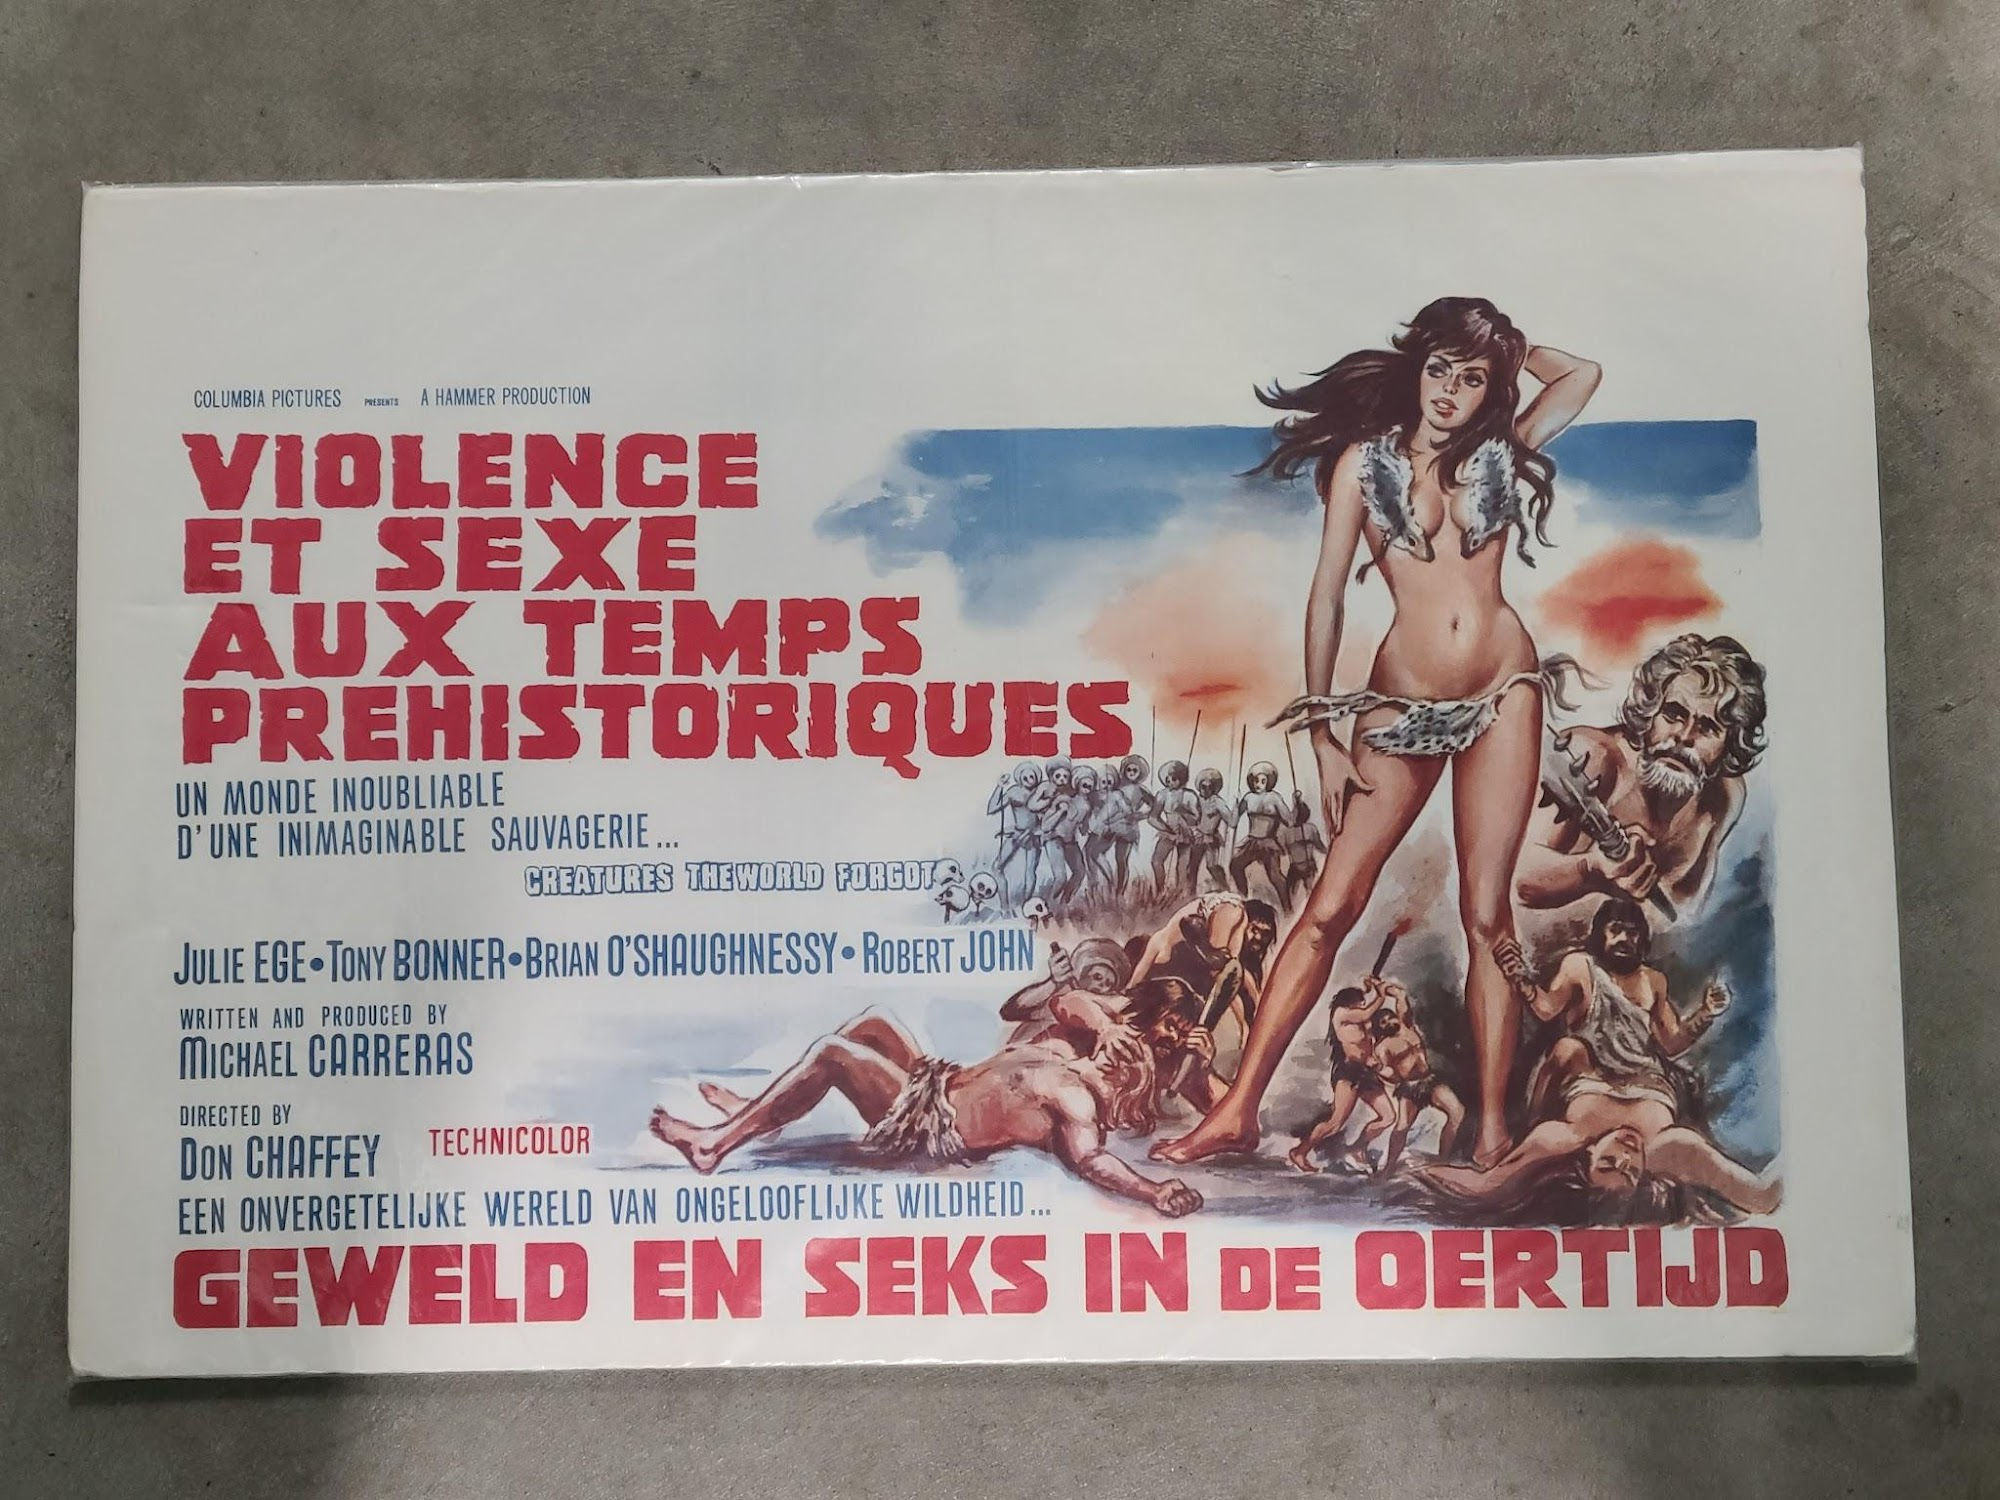 COLUMBIA PICTURES PRESENTS A HAMMER PRODUCTION
VIOLENCE
ET SEXE
AUX TEMPS
PREHISTORIQUES
UN MONDE INOUBLIABLE
D'UNE INIMAGINABLE SAUVAGERIE...
CREATURES THE WORLD FORGOT
JULIE EGE • TONY BONNER • BRIAN O'SHAUGHNESSY • ROBERT JOHN
WRITTEN AND PRODUCED BY
MICHAEL CARRERAS
DIRECTED BY
DON CHAFFEY TECHNICOLOR
EEN ONVERGETELIJKE WERELD VAN ONGELOOFLIJKE WILDHEID...
GEWELD EN SEKS IN DE OERTIJD